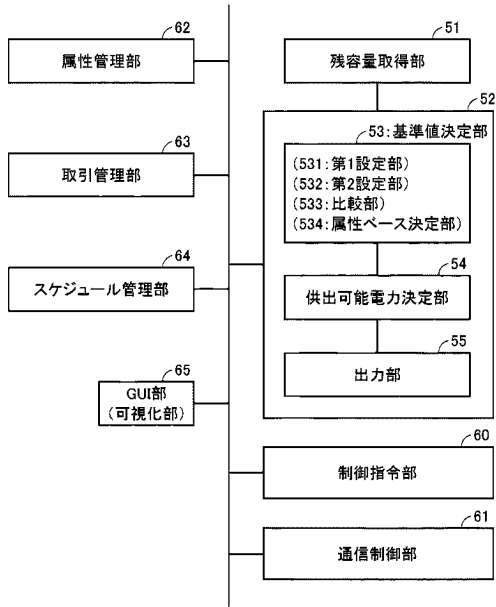 62
属性管理部
63
取引管理部
64
スケジュール管理部
65
GUI部
(可視化部)
51
残容量取得部
52
53:基準値決定部
(531:第1設定部)
(532:第2設定部)
(533:比較部)
(534:属性ベース決定部)
54
供出可能電力決定部
55
出力部
60
制御指令部
61
通信制御部